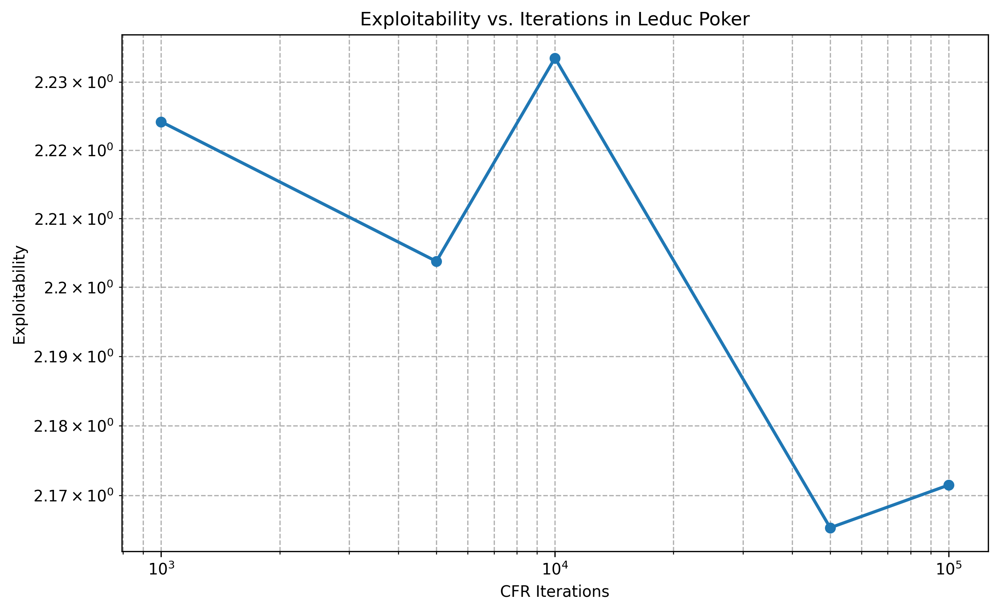 Exploitability vs. Iterations in Leduc Poker
Exploitability
2.23 × 10⁰
2.22 × 10⁰
2.21 × 10⁰
2.2 × 10⁰
2.19 × 10⁰
2.18 × 10⁰
2.17 × 10⁰
10³ 10⁴ 10⁵
CFR Iterations